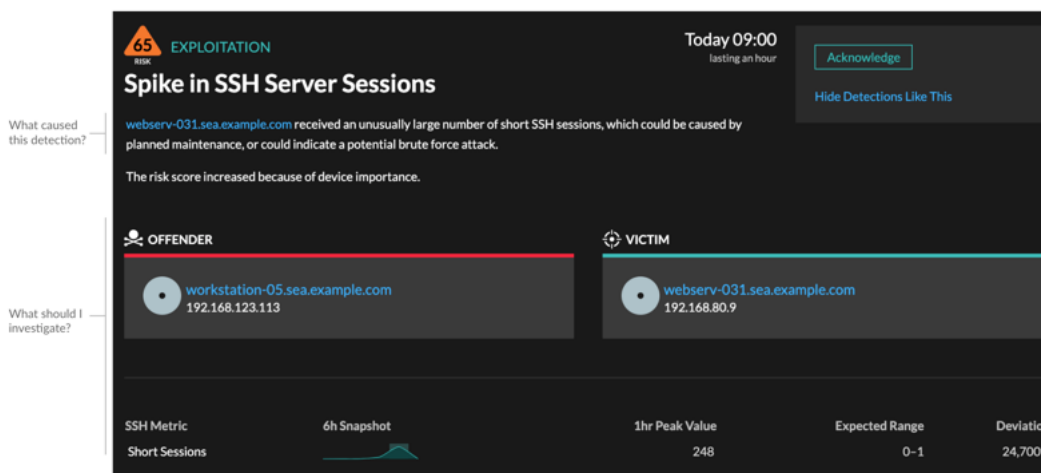 65
RISK
EXPLOITATION
Today 09:00
lasting an hour
Acknowledge
Spike in SSH Server Sessions
Hide Detections Like This
What caused
this detection?
webserv-031.sea.example.com received an unusually large number of short SSH sessions, which could be caused by
planned maintenance, or could indicate a potential brute force attack.
The risk score increased because of device importance.
What should I
investigate?
OFFENDER
workstation-05.sea.example.com
192.168.123.113
VICTIM
webserv-031.sea.example.com
192.168.80.9
SSH Metric 6h Snapshot 1hr Peak Value Expected Range Deviatio
Short Sessions 248 0–1 24,700